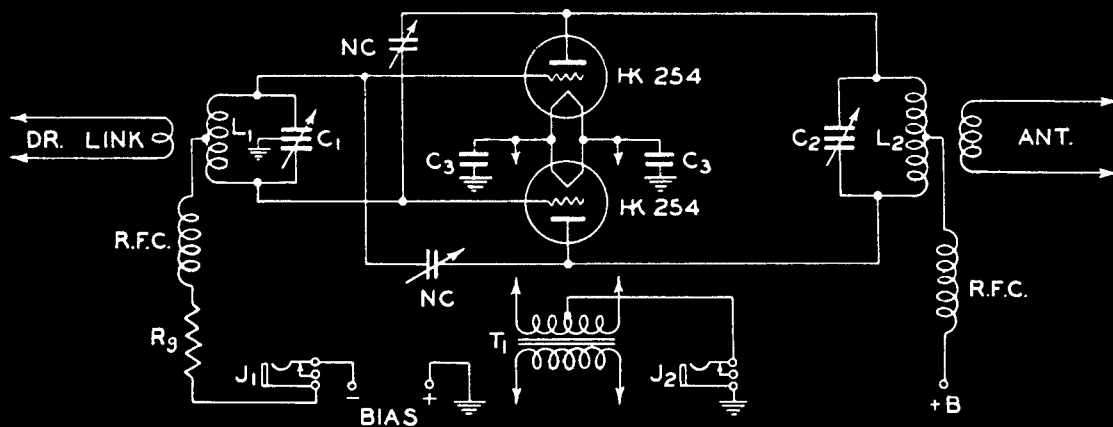 NC
HK 254
DR. LINK
L1
C1
C3
C3
C2
L2
ANT.
HK 254
R.F.C.
NC
R.F.C.
Rg
T1
J1
-
+
BIAS
J2
+B